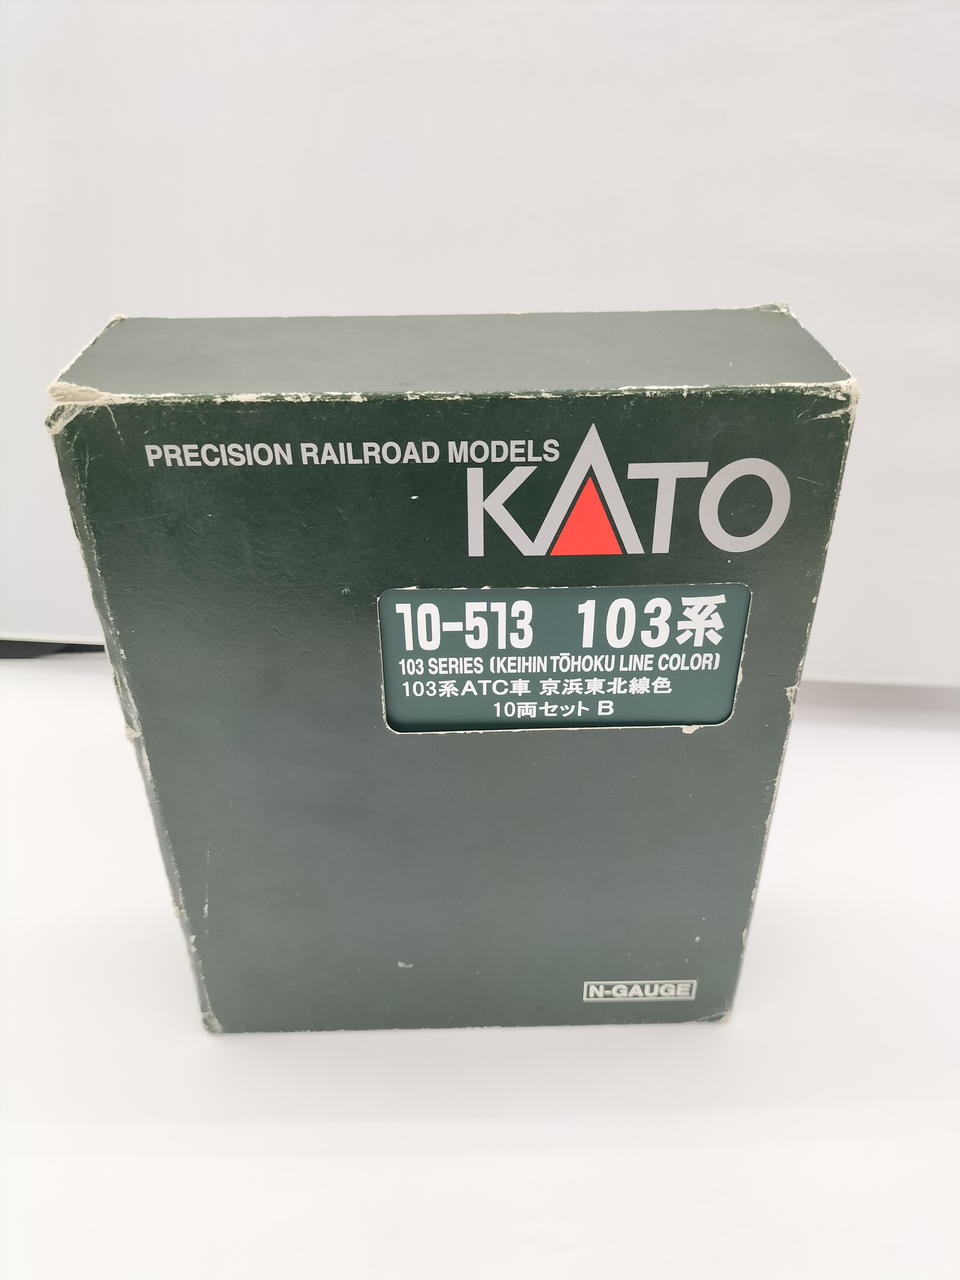 PRECISION RAILROAD MODELS
KATO
10-513 103系
103 SERIES (KEIHIN TŌHOKU LINE COLOR)
103系ATC車 京浜東北線色
10両セット B
N-GAUGE